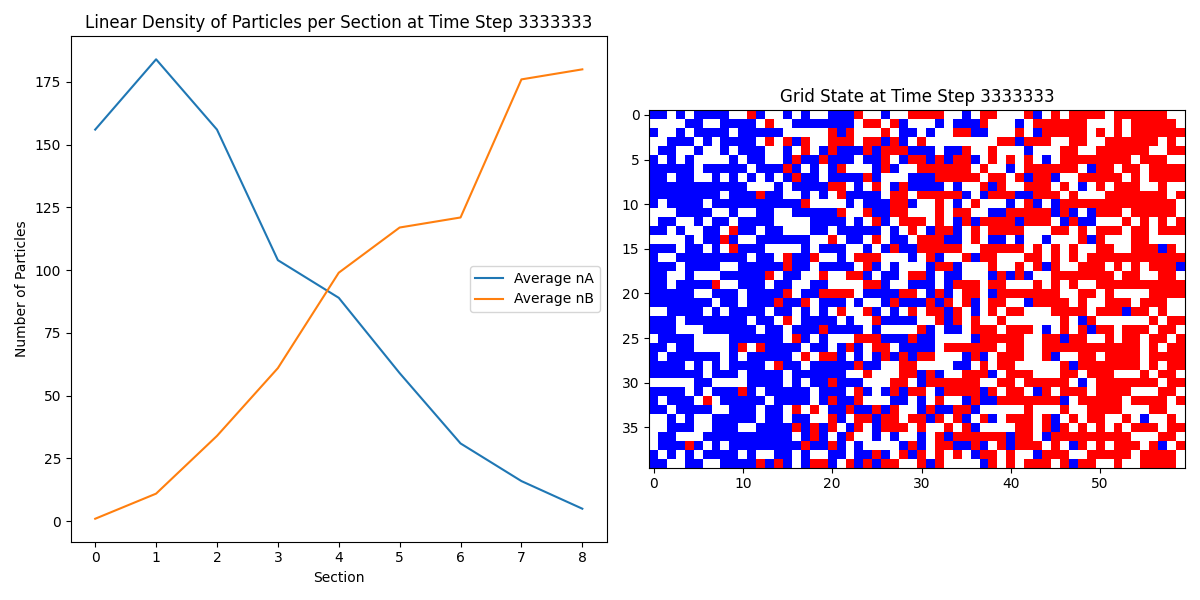 Linear Density of Particles per Section at Time Step 3333333
Number of Particles
175
150
125
100
75
50
25
0
Average nA
Average nB
0 1 2 3 4 5 6 7 8
Section
Grid State at Time Step 3333333
0
5
10
15
20
25
30
35
0 10 20 30 40 50